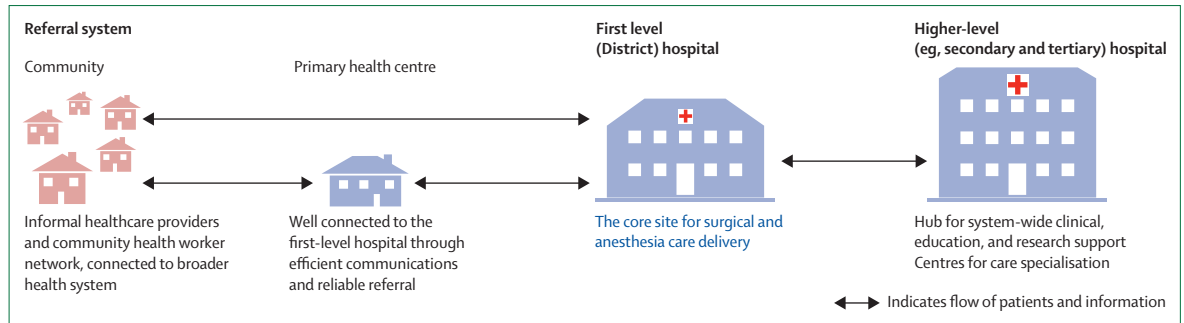 Referral system
Community
Primary health centre
First level
(District) hospital
Higher-level
(eg, secondary and tertiary) hospital
Informal healthcare providers
and community health worker
network, connected to broader
health system
Well connected to the
first-level hospital through
efficient communications
and reliable referral
The core site for surgical and
anesthesia care delivery
Hub for system-wide clinical,
education, and research support
Centres for care specialisation
Indicates flow of patients and information